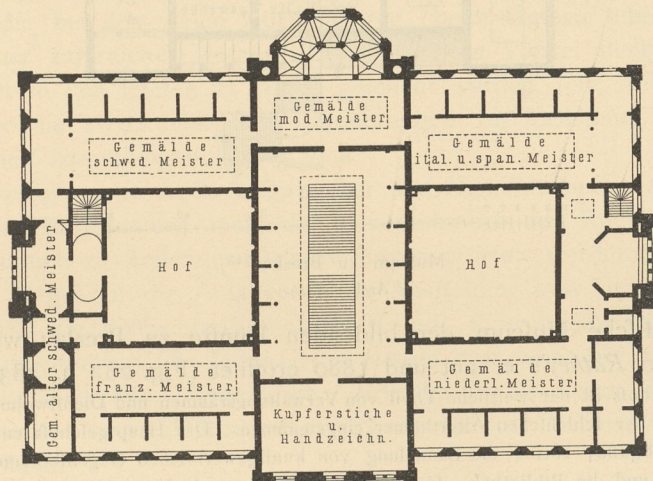 Gemälde
mod. Meister
Gemälde
schwed. Meister
Gemälde
ital. u. span. Meister
Hof
Hof
Gem. alter schwed. Meister
Gemälde
franz. Meister
Gemälde
niederl. Meister
Kupferstiche
u.
Handzeichn.